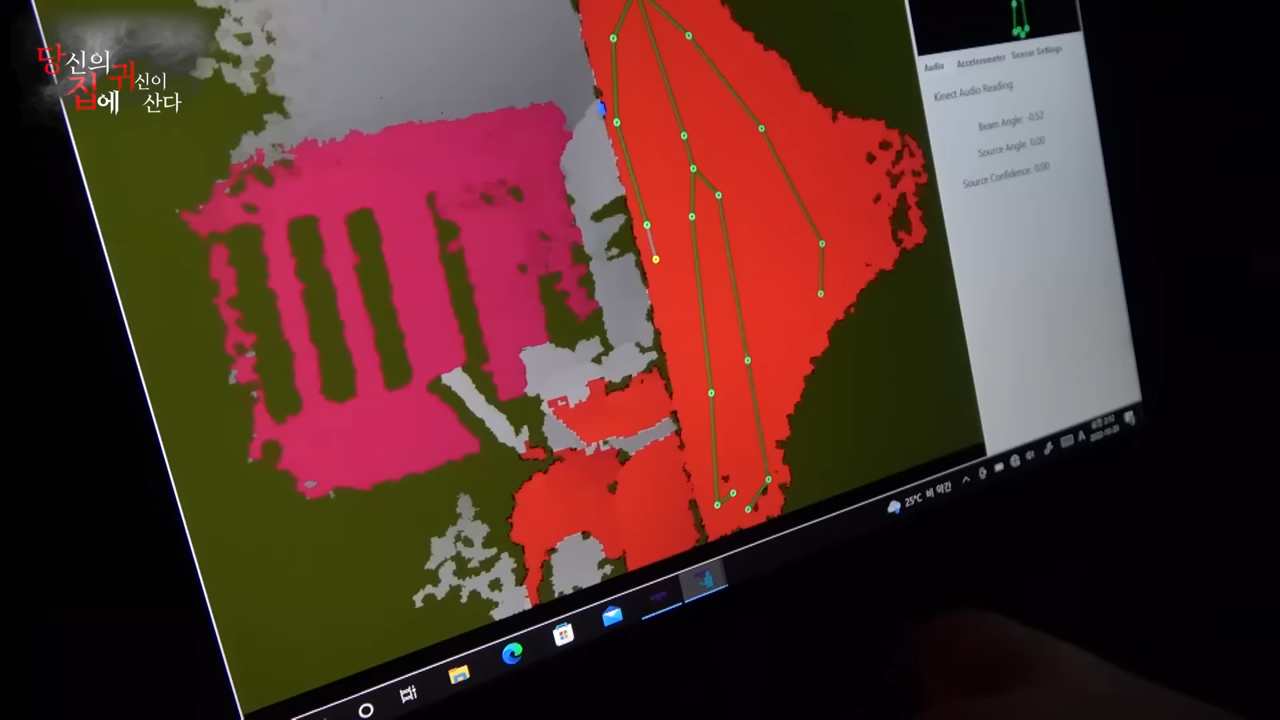 당신의
집에 귀신이
산다
Audio Accelerometer Sensor Settings
Kinect Audio Reading
Beam Angle: -0.52
Source Angle: 0.00
Source Confidence: 0.00
25°C 비 약간
A